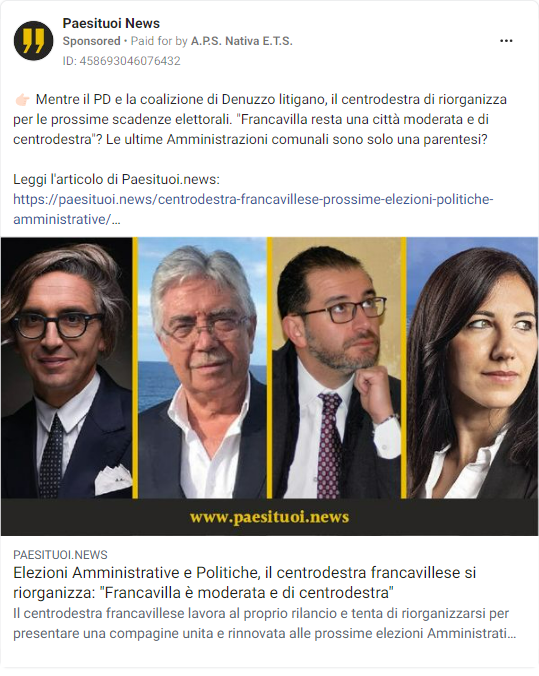 Paesituoi News
Sponsored • Paid for by A.P.S. Nativa E.T.S.
ID: 458693046076432
👉🏻 Mentre il PD e la coalizione di Denuzzo litigano, il centrodestra di riorganizza
per le prossime scadenze elettorali. "Francavilla resta una città moderata e di
centrodestra"? Le ultime Amministrazioni comunali sono solo una parentesi?
Leggi l'articolo di Paesituoi.news:
https://paesituoi.news/centrodestra-francavillese-prossime-elezioni-politiche-
amministrative/…
www.paesituoi.news
PAESITUOI.NEWS
Elezioni Amministrative e Politiche, il centrodestra francavillese si
riorganizza: "Francavilla è moderata e di centrodestra"
Il centrodestra francavillese lavora al proprio rilancio e tenta di riorganizzarsi per
presentare una compagine unita e rinnovata alle prossime elezioni Amministrati...